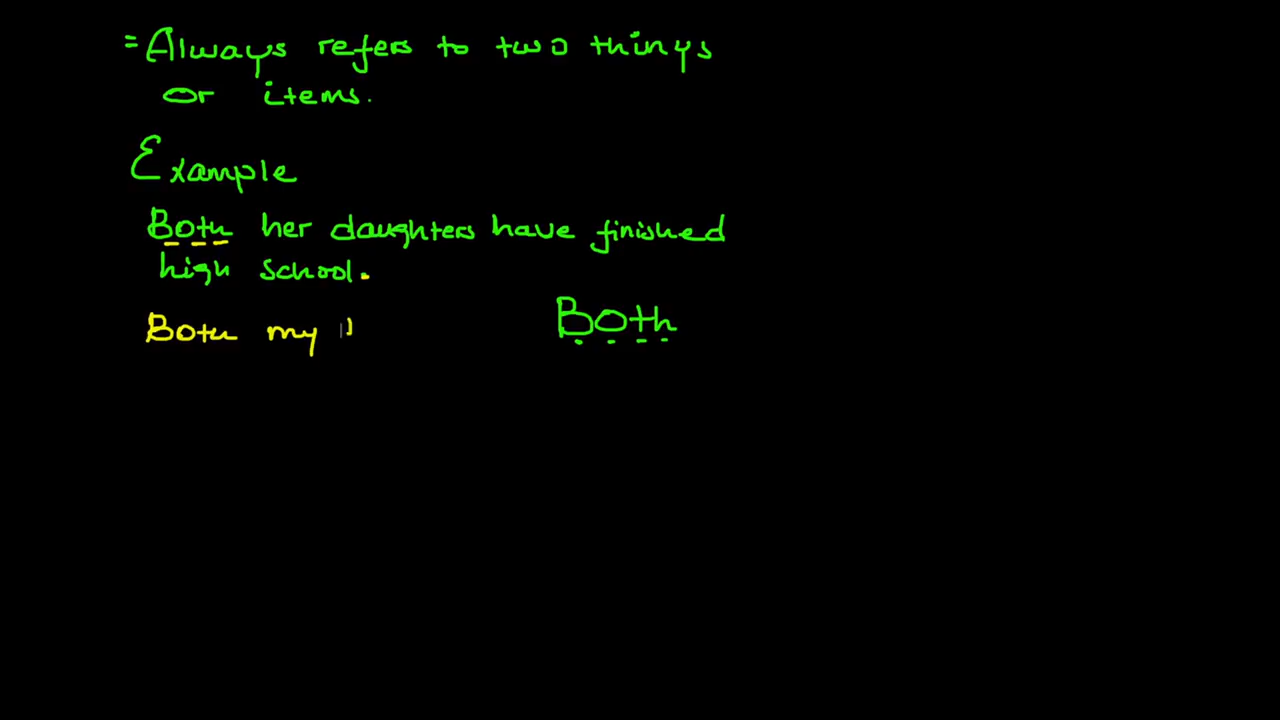 = Always refers to two things
or items.
Example
Both her daughters have finished
high school.
Both my
Both